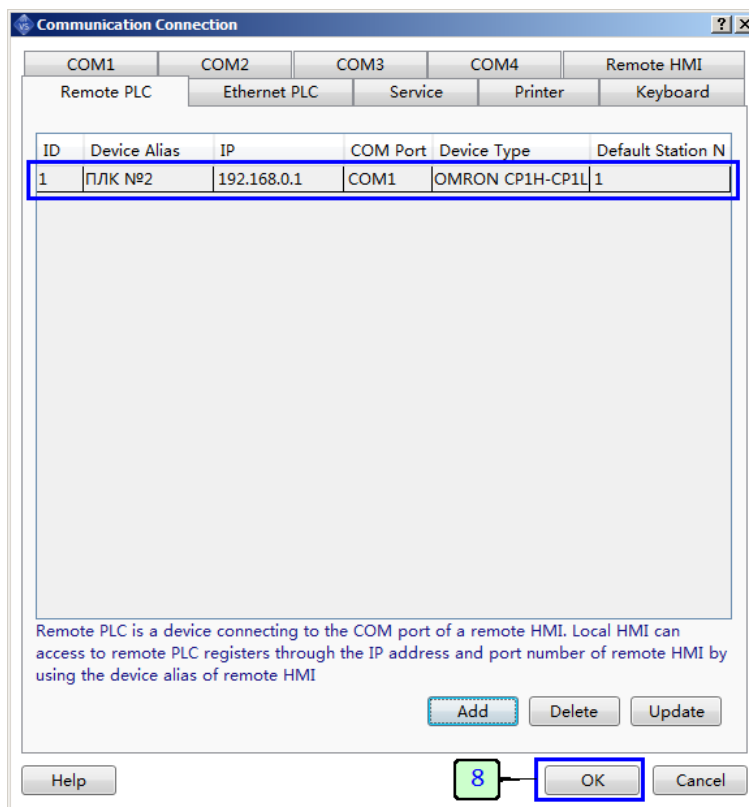 Communication Connection
COM1 COM2 COM3 COM4 Remote HMI
Remote PLC Ethernet PLC Service Printer Keyboard
ID Device Alias IP COM Port Device Type Default Station N
1 ПЛК №2 192.168.0.1 COM1 OMRON CP1H-CP1L 1
Remote PLC is a device connecting to the COM port of a remote HMI. Local HMI can
access to remote PLC registers through the IP address and port number of remote HMI by
using the device alias of remote HMI
Add Delete Update
Help 8 OK Cancel